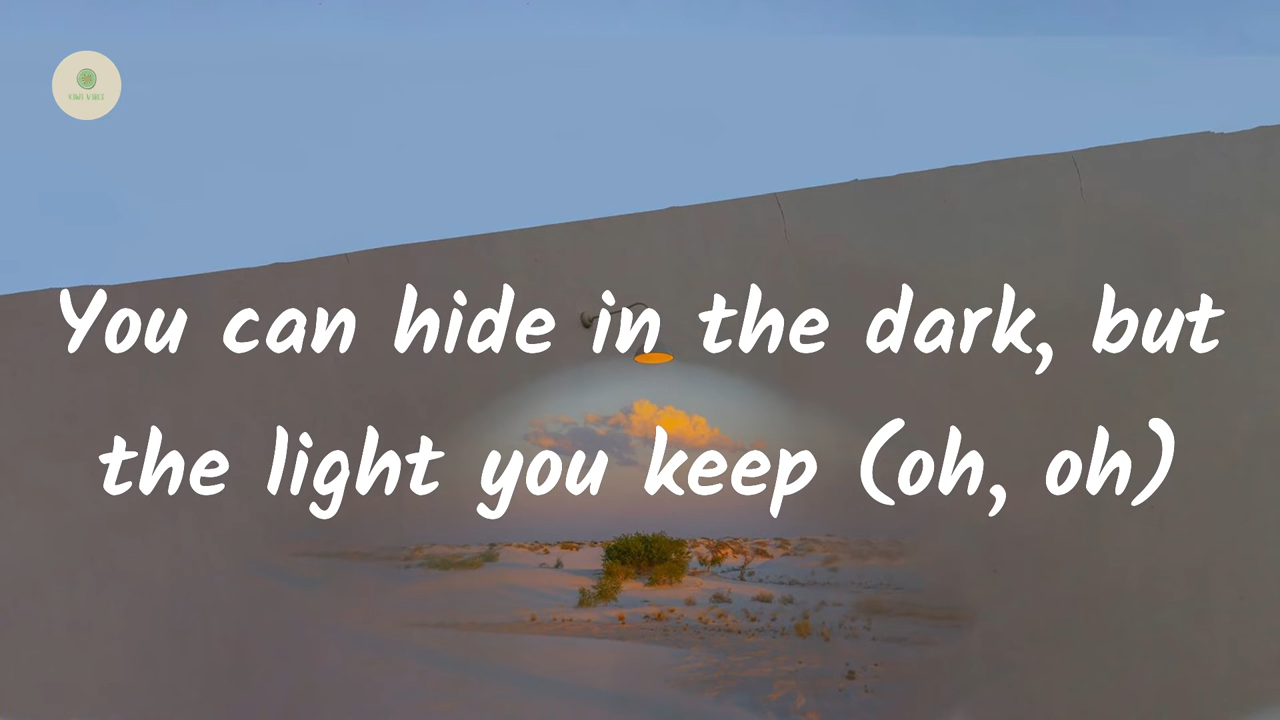 You can hide in the dark, but
the light you keep (oh, oh)